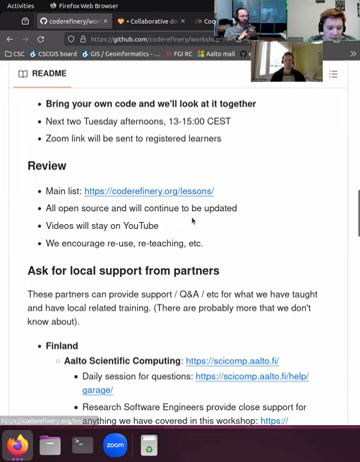 Activities
Firefox Web Browser
coderefinery/worksh
Collaborative do
Coo
https://github.com/coderefinery/worksh
CSC
CSCGIS board
GIS / Geoinformatics - ...
FGI RC
Aalto mail
README
Bring your own code and we'll look at it together
Next two Tuesday afternoons, 13-15:00 CEST
Zoom link will be sent to registered learners
Review
Main list: https://coderefinery.org/lessons/
All open source and will continue to be updated
Videos will stay on YouTube
We encourage re-use, re-teaching, etc.
Ask for local support from partners
These partners can provide support / Q&A / etc for what we have taught
and have local related training. (There are probably more that we don't
know about).
Finland
Aalto Scientific Computing: https://scicomp.aalto.fi/
Daily session for questions: https://scicomp.aalto.fi/help/
garage/
Research Software Engineers provide close support for
anything we have covered in this workshop: https://
https://coderefinery.org/les
zoom